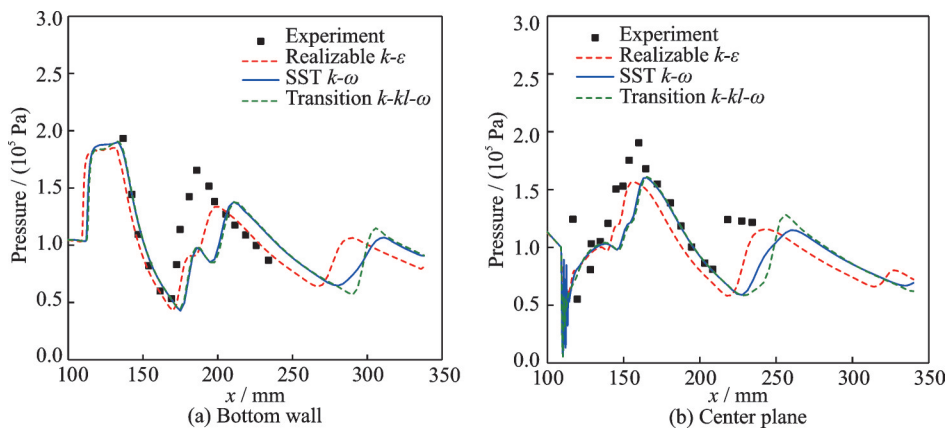 3.0
2.5
2.0
1.5
1.0
0.5
0.0
Pressure / (10⁵ Pa)
Experiment
Realizable k-ε
SST k-ω
Transition k-kl-ω
100 150 200 250 300 350
x / mm
(a) Bottom wall
3.0
2.5
2.0
1.5
1.0
0.5
0.0
Pressure / (10⁵ Pa)
Experiment
Realizable k-ε
SST k-ω
Transition k-kl-ω
100 150 200 250 300 350
x / mm
(b) Center plane